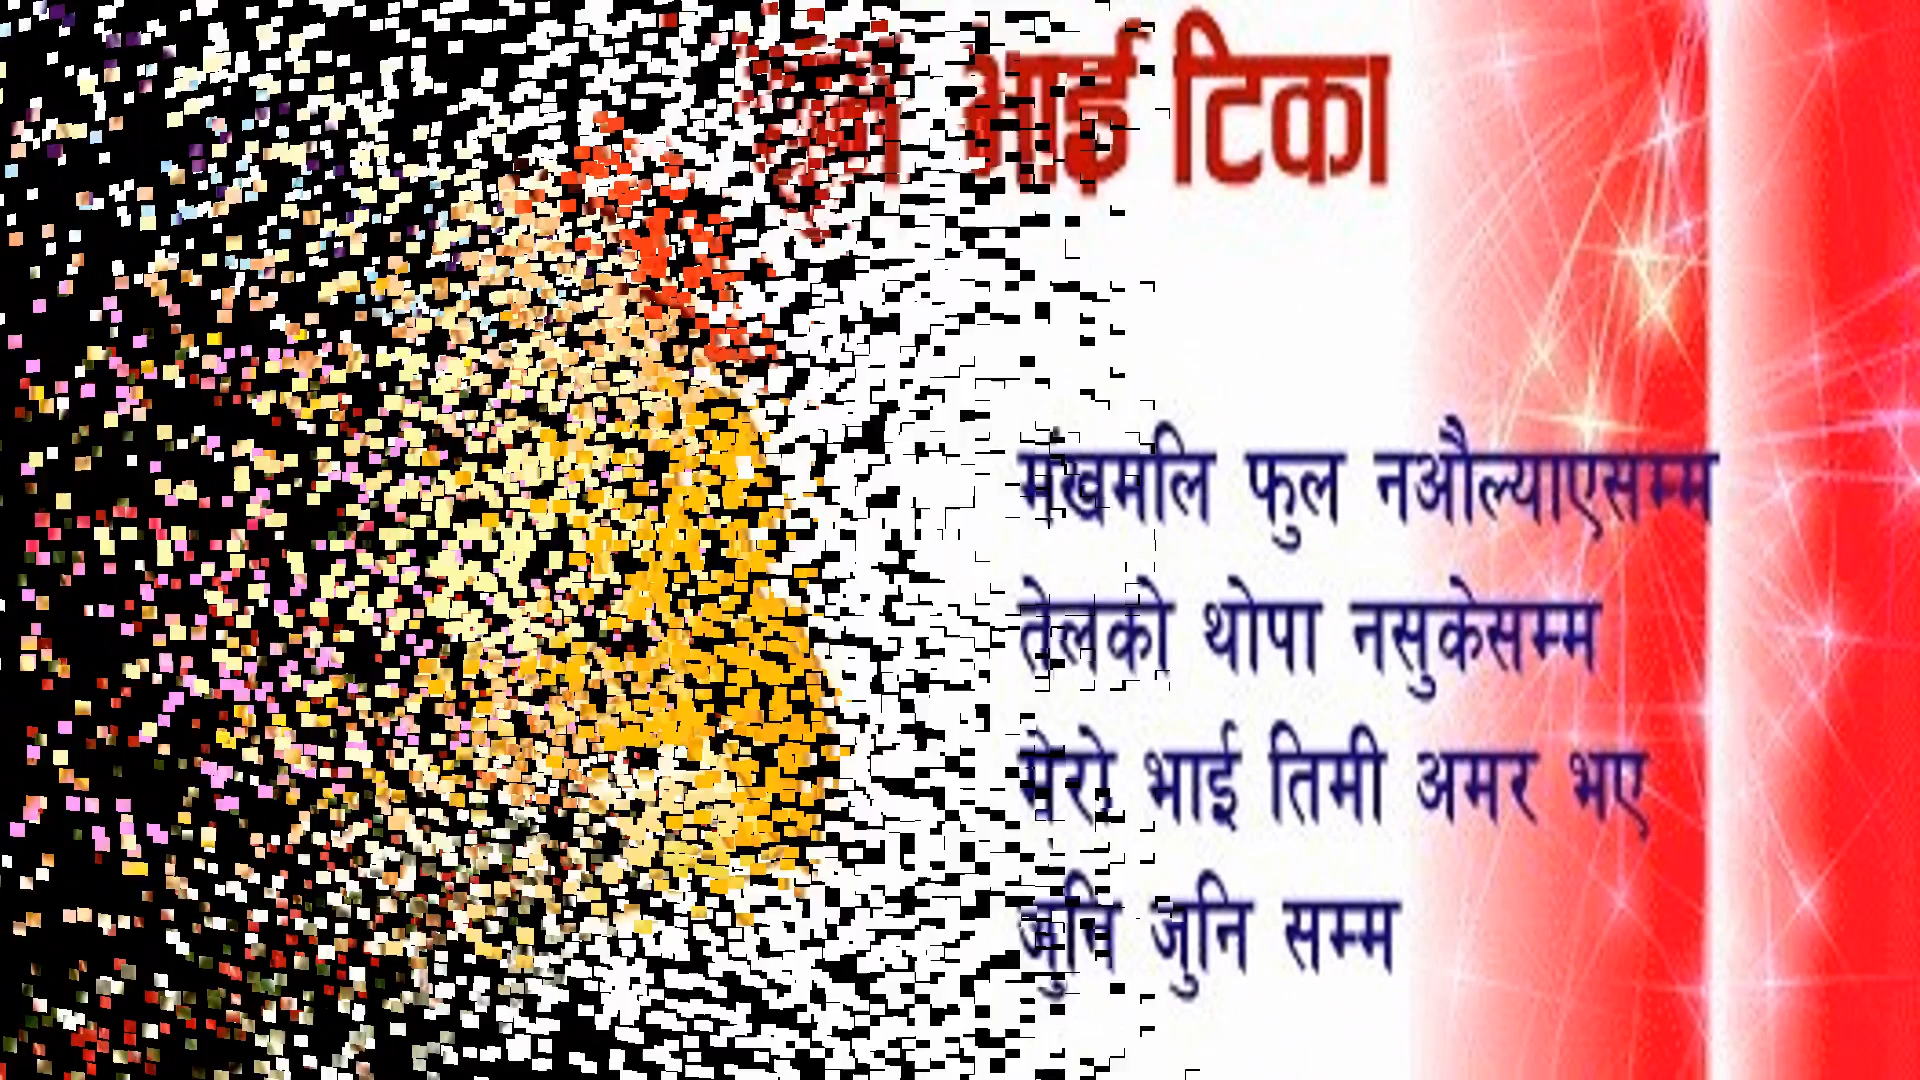 भाई टिका
मखमलि फुल नऔल्याएसम्म
तेलको थोपा नसुकेसम्म
मेरो भाई तिमी अमर भए
जुनि जुनि सम्म